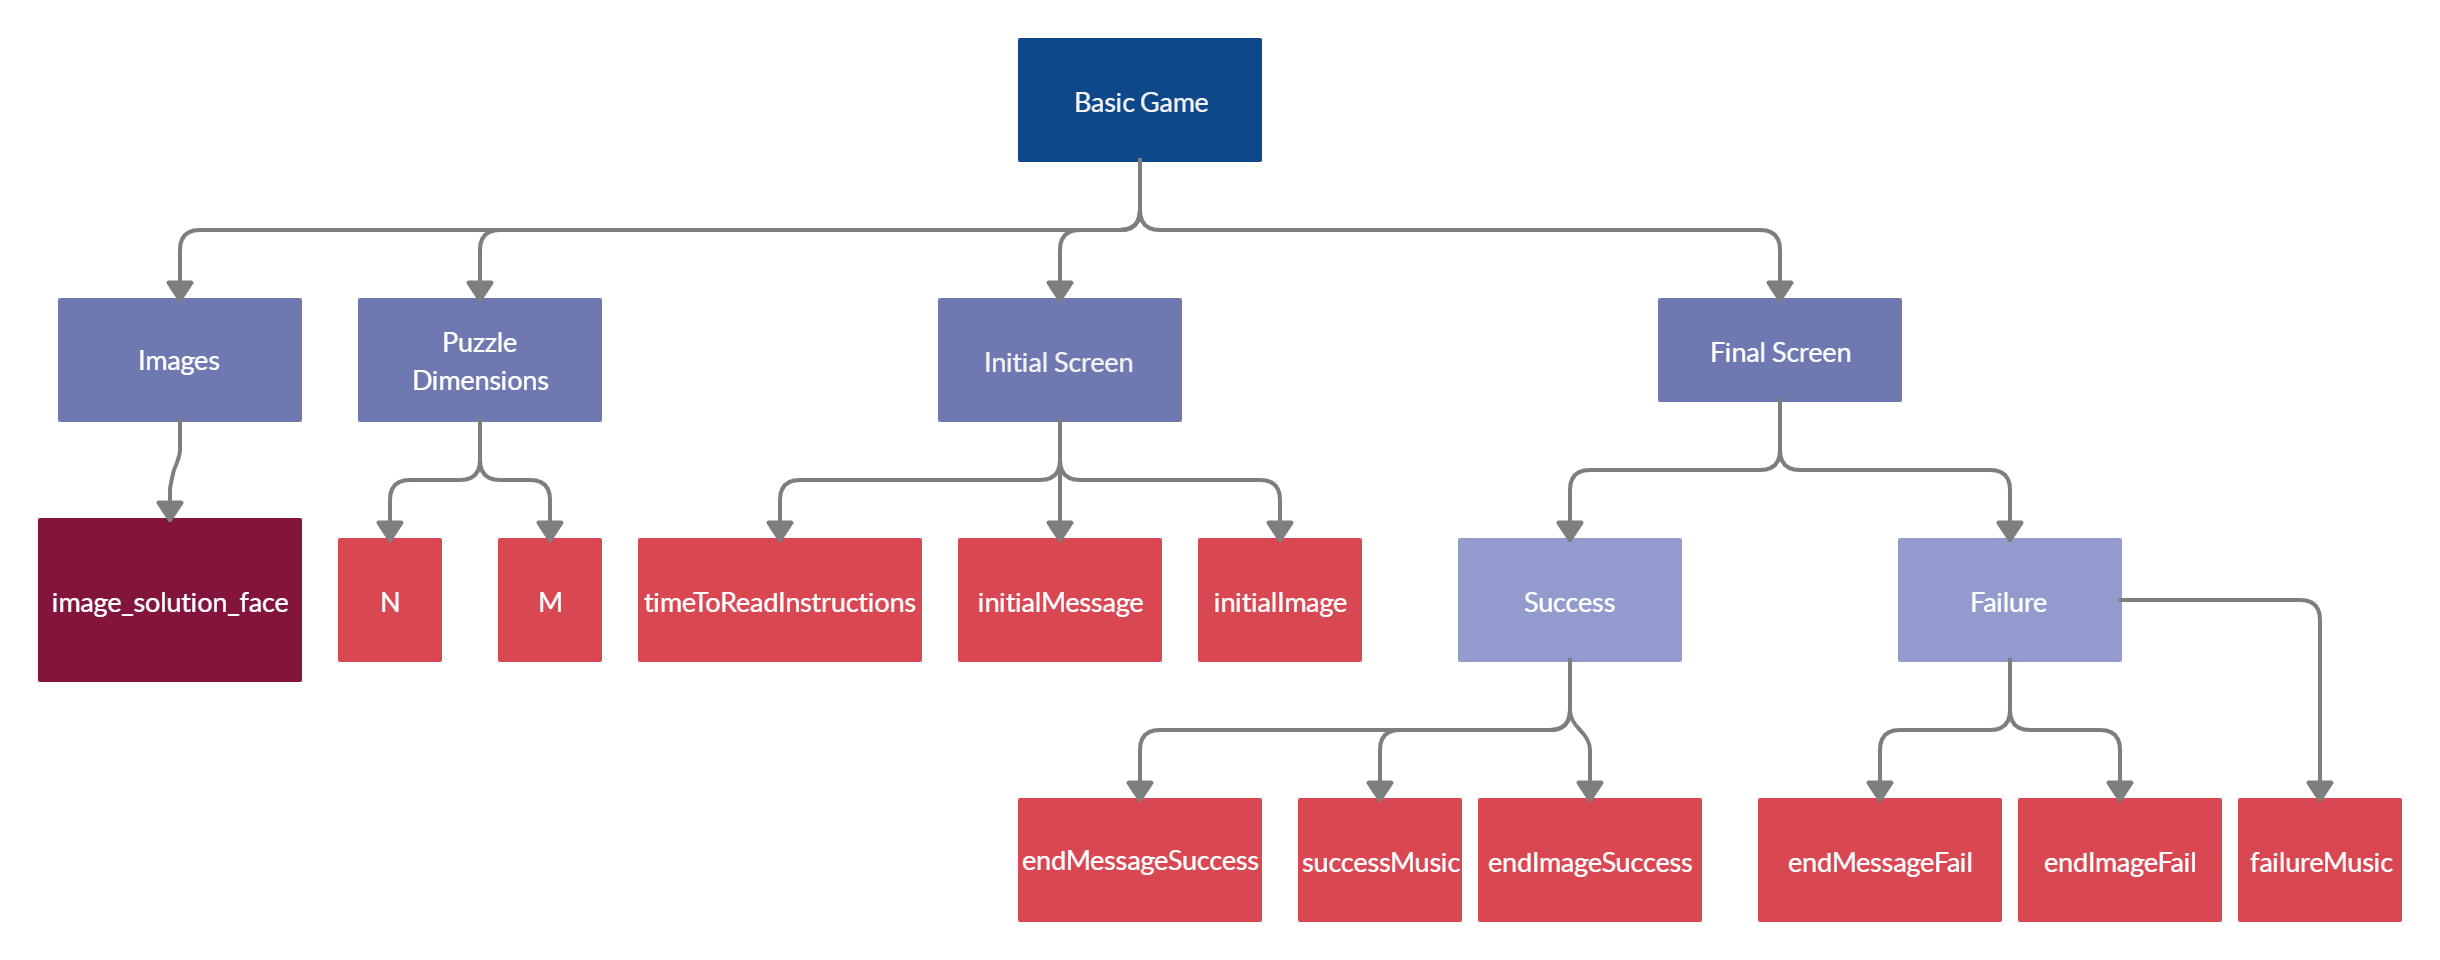 Basic Game
Images
Puzzle
Dimensions
Initial Screen
Final Screen
image_solution_face
N
M
timeToReadInstructions
initialMessage
initialImage
Success
Failure
endMessageSuccess
successMusic
endImageSuccess
endMessageFail
endImageFail
failureMusic